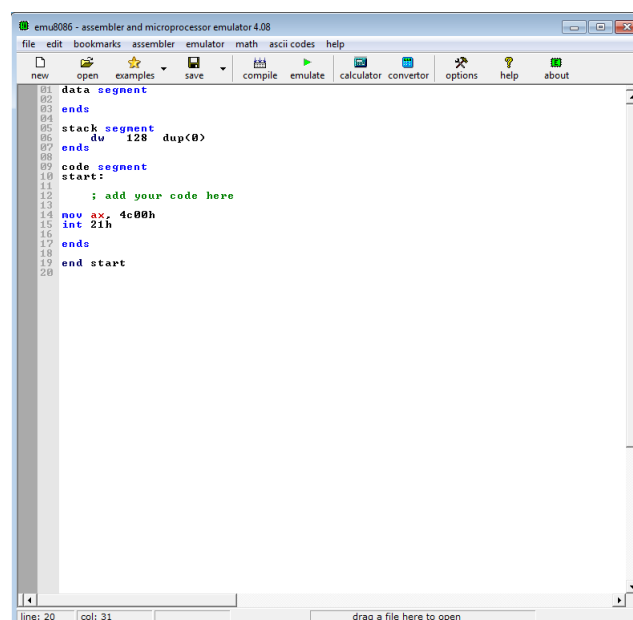 emu8086 - assembler and microprocessor emulator 4.08
file edit bookmarks assembler emulator math ascii codes help
new open examples save compile emulate calculator convertor options help about
01 data segment
02
03 ends
04
05 stack segment
06 dw 128 dup(0)
07 ends
08
09 code segment
10 start:
11
12 ; add your code here
13
14 mov ax, 4c00h
15 int 21h
16
17 ends
18
19 end start
20
line: 20 col: 31 drag a file here to open